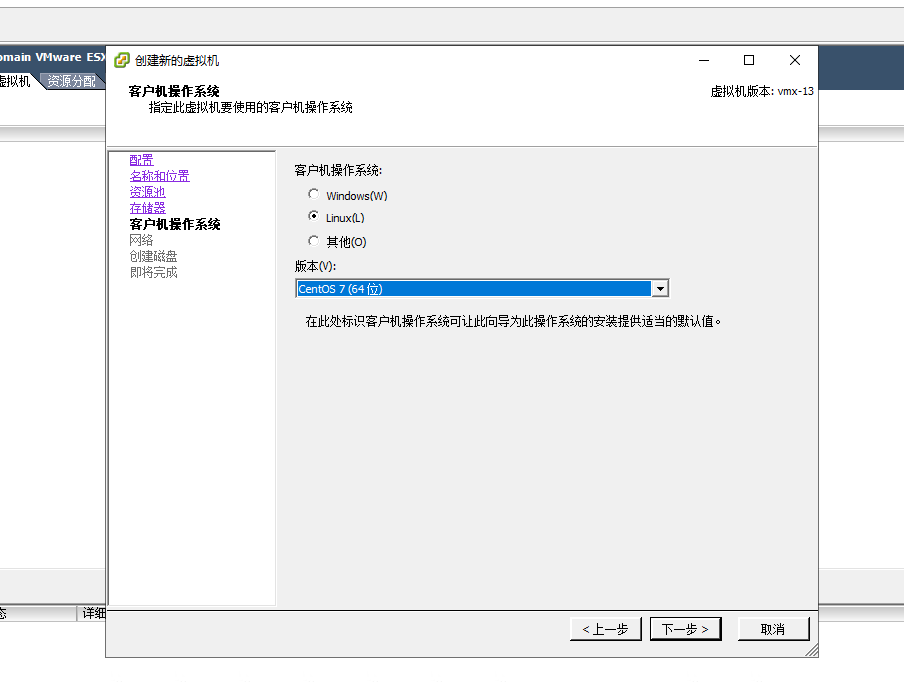 omain VMware ESX
虚拟机 资源分配
创建新的虚拟机
客户机操作系统
指定此虚拟机要使用的客户机操作系统
虚拟机版本: vmx-13
配置
名称和位置
资源池
存储器
客户机操作系统
网络
创建磁盘
即将完成
客户机操作系统:
Windows(W)
Linux(L)
其他(O)
版本(V):
CentOS 7 (64 位)
在此处标识客户机操作系统可让此向导为此操作系统的安装提供适当的默认值。
态 详细
< 上一步 下一步 > 取消